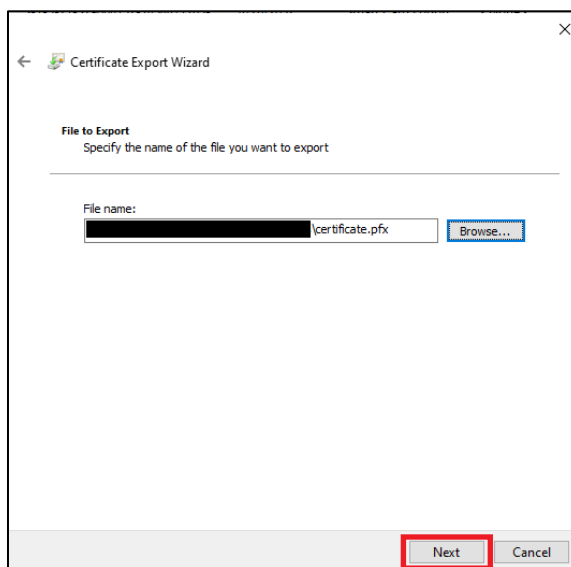 Certificate Export Wizard
File to Export
Specify the name of the file you want to export
File name:
\certificate.pfx
Browse...
Next
Cancel